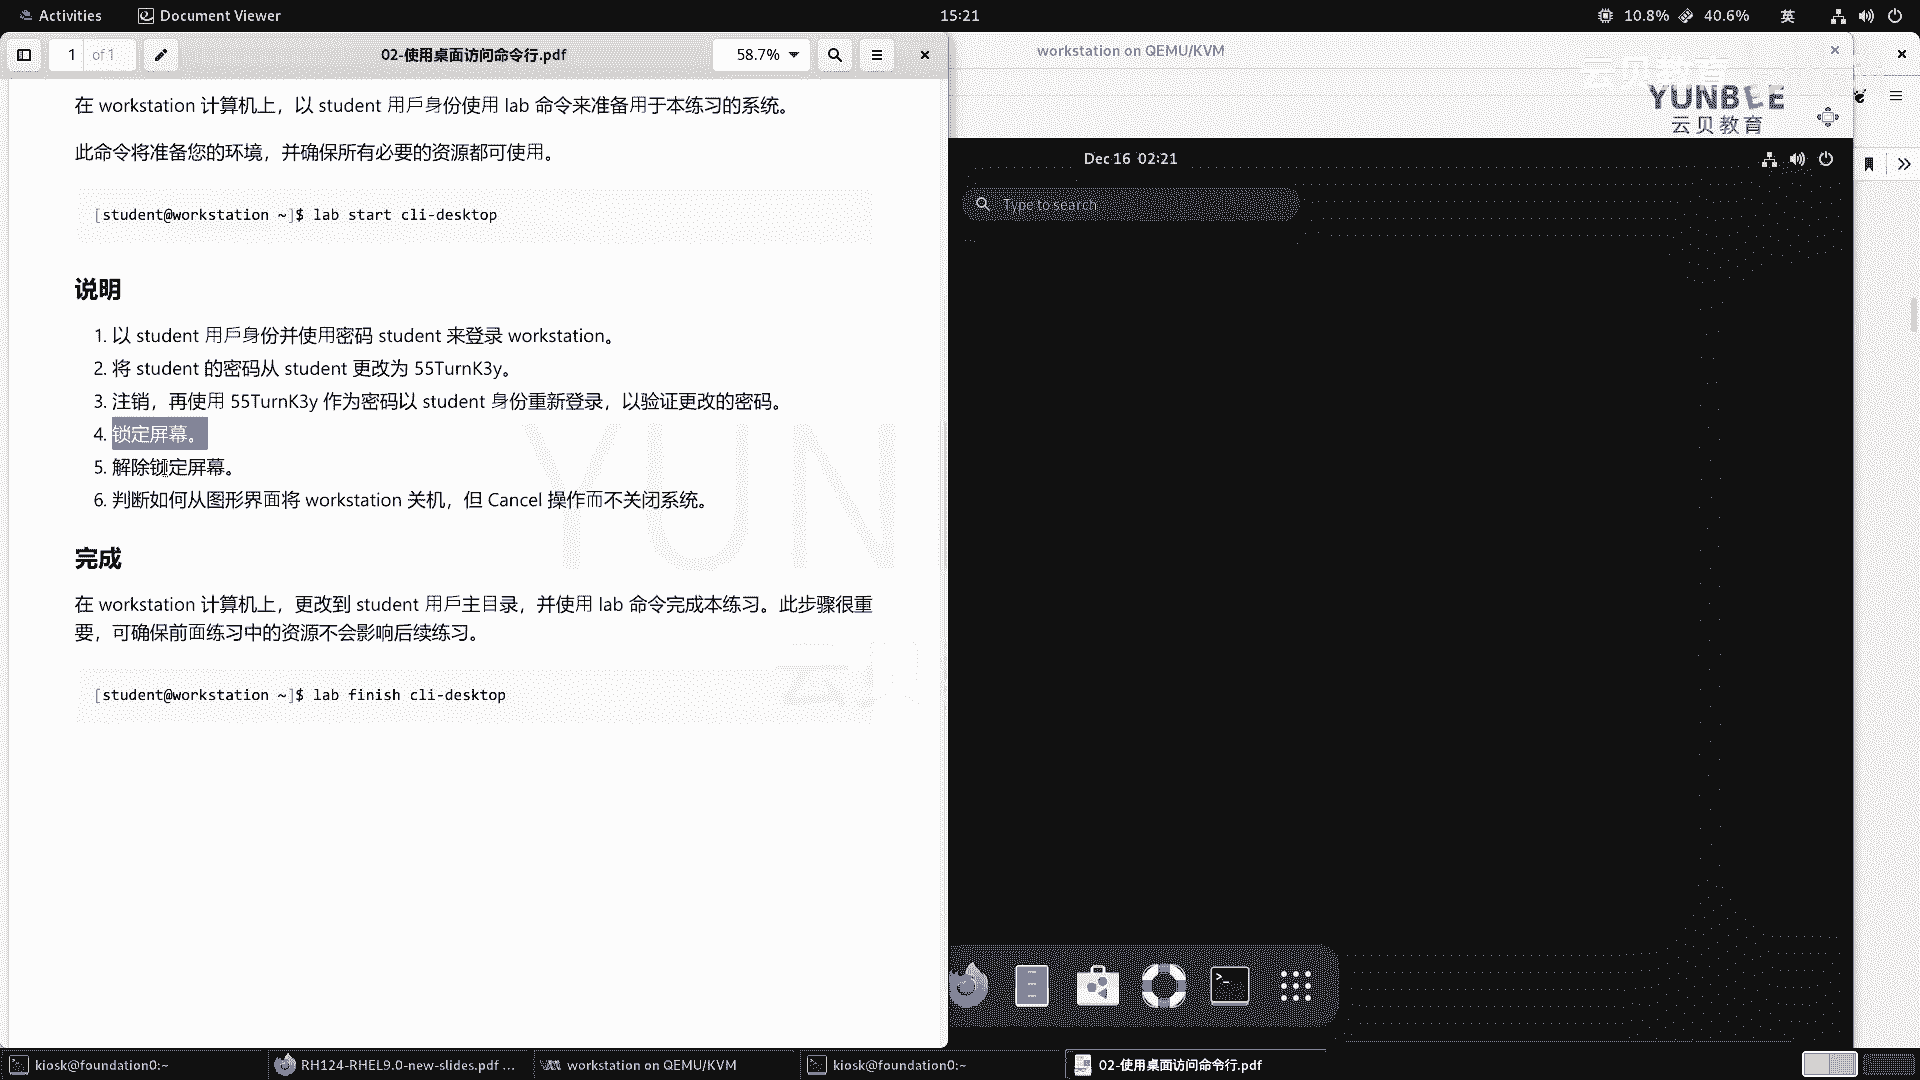 Activities
Document Viewer
15:21
10.8%
40.6%
英
1
of 1
02-使用桌面访问命令行.pdf
58.7%
workstation on QEMU/KVM
云贝教育
YUNBEE
云贝教育
在 workstation 计算机上，以 student 用戶身份使用 lab 命令来准备用于本练习的系统。
此命令将准备您的环境，并确保所有必要的资源都可使用。
[student@workstation ~]$ lab start cli-desktop
说明
1. 以 student 用戶身份并使用密码 student 来登录 workstation。
2. 将 student 的密码从 student 更改为 55TurnK3y。
3. 注销，再使用 55TurnK3y 作为密码以 student 身份重新登录，以验证更改的密码。
4. 锁定屏幕。
5. 解除锁定屏幕。
6. 判断如何从图形界面将 workstation 关机，但 Cancel 操作而不关闭系统。
YUN
完成
在 workstation 计算机上，更改到 student 用戶主目录，并使用 lab 命令完成本练习。此步骤很重
要，可确保前面练习中的资源不会影响后续练习。
[student@workstation ~]$ lab finish cli-desktop
Dec 16 02:21
Type to search
kiosk@foundation0:~
RH124-RHEL9.0-new-slides.pdf ...
workstation on QEMU/KVM
kiosk@foundation0:~
02-使用桌面访问命令行.pdf